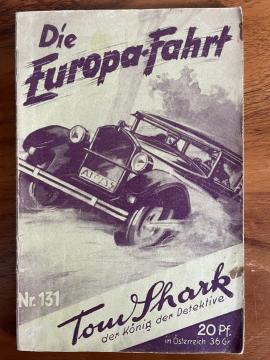 Die
Europa-Fahrt
Nr. 131
Tom Shark
der König der Detektive
20 Pf.
in Österreich 36 Gr.